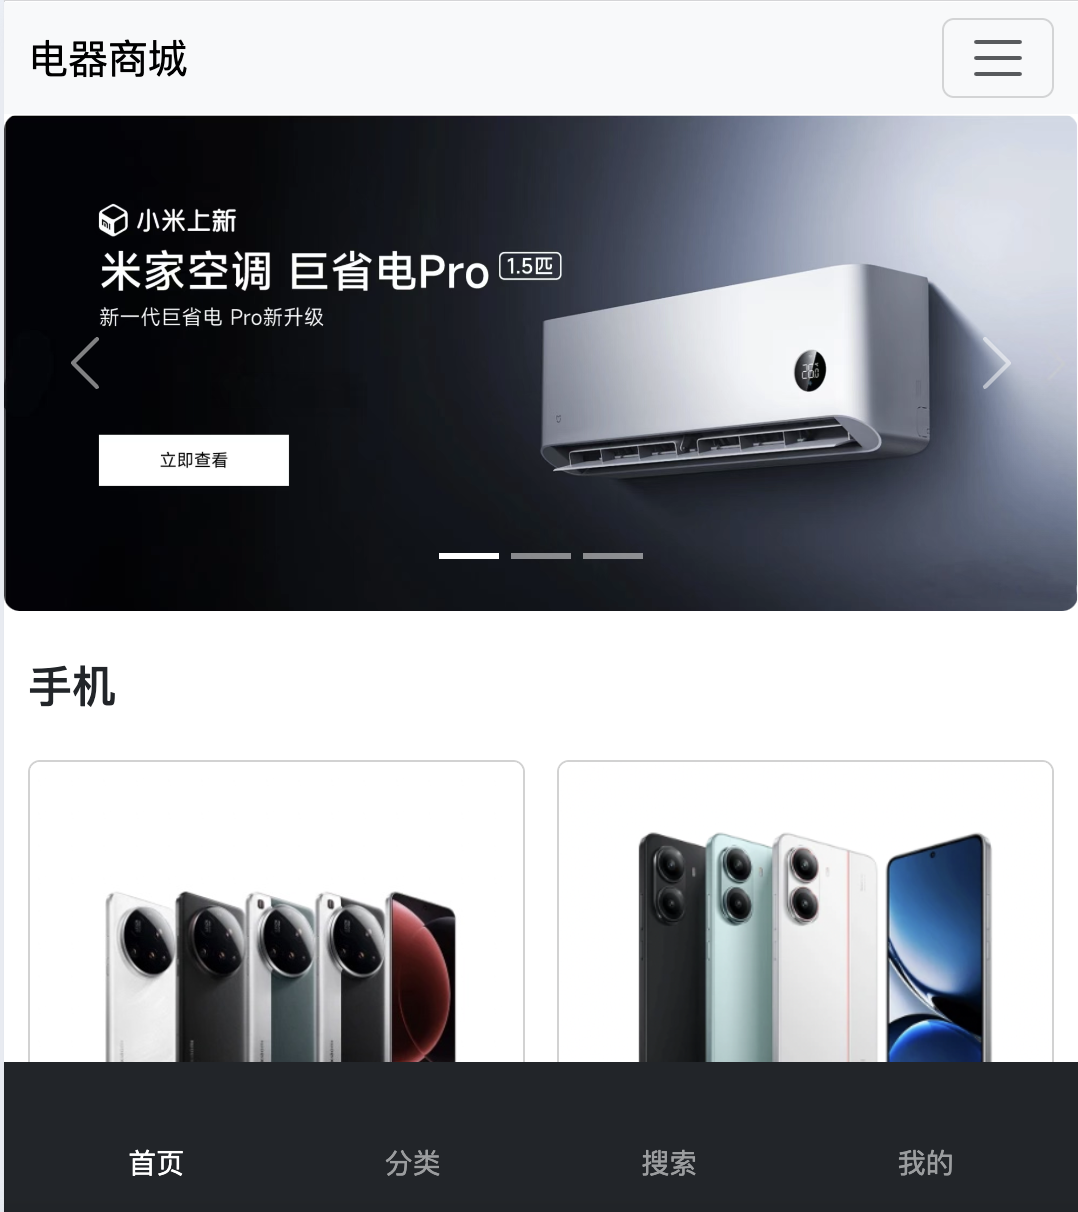 电器商城
小米上新
米家空调 巨省电Pro 1.5匹
新一代巨省电 Pro新升级
立即查看
手机
首页
分类
搜索
我的